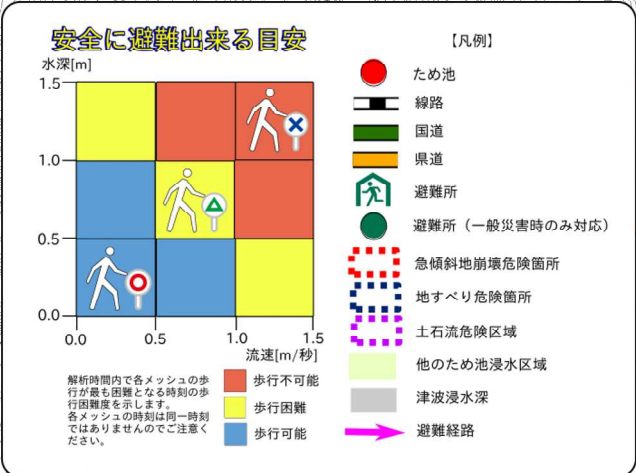 安全に避難出来る目安
水深[m]
1.5
1.0
0.5
0.0
0.0
0.5
1.0
1.5
流速[m/秒]
解析時間内で各メッシュの歩
行が最も困難となる時刻の歩
行困難度を示します。
各メッシュの時刻は同一時刻
ではありませんのでご注意く
ださい。
歩行不可能
歩行困難
歩行可能
【凡例】
ため池
線路
国道
県道
避難所
避難所（一般災害時のみ対応）
急傾斜地崩壊危険箇所
地すべり危険箇所
土石流危険区域
他のため池浸水区域
津波浸水深
避難経路